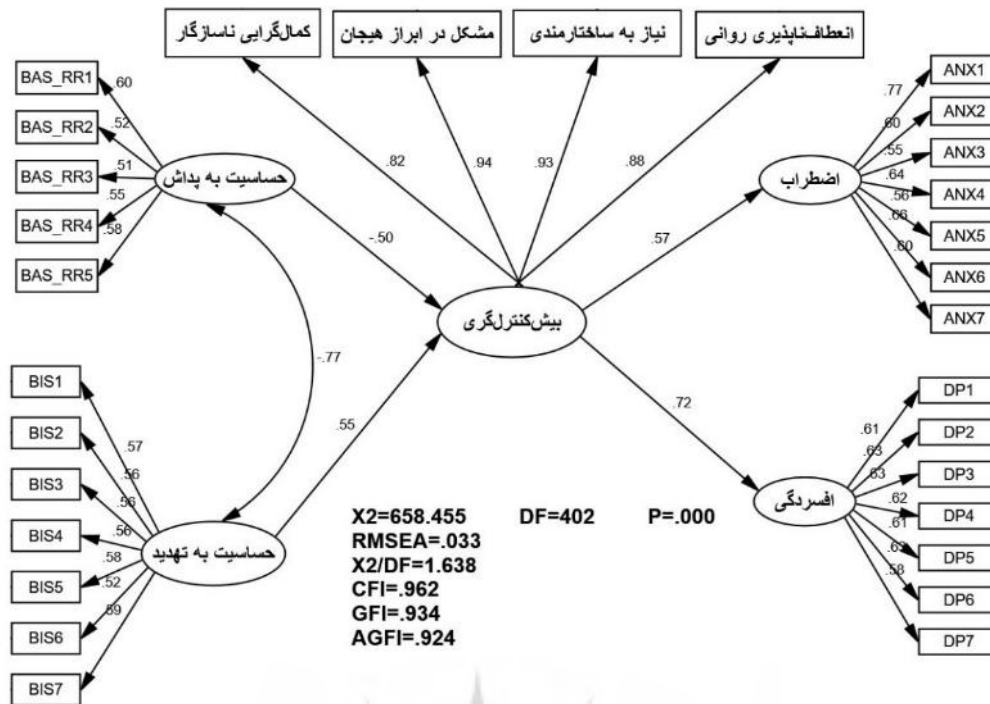 انعطاف‌ناپذیری روانی
نیاز به ساختارمندی
مشکل در ابراز هیجان
کمال‌گرایی ناسازگار
BAS_RR1
BAS_RR2
BAS_RR3
BAS_RR4
BAS_RR5
.60
.52
.51
.55
.58
حساسیت به پاداش
.82
.94
.93
.88
اضطراب
.77
.60
.55
.64
.56
.66
.60
ANX1
ANX2
ANX3
ANX4
ANX5
ANX6
ANX7
-.50
.57
بیش‌کنترل‌گری
-.77
.55
.72
BIS1
BIS2
BIS3
BIS4
BIS5
BIS6
BIS7
.57
.56
.56
.56
.58
.52
.59
حساسیت به تهدید
افسردگی
.61
.63
.63
.62
.61
.63
.58
DP1
DP2
DP3
DP4
DP5
DP6
DP7
X2=658.455 DF=402 P=.000
RMSEA=.033
X2/DF=1.638
CFI=.962
GFI=.934
AGFI=.924